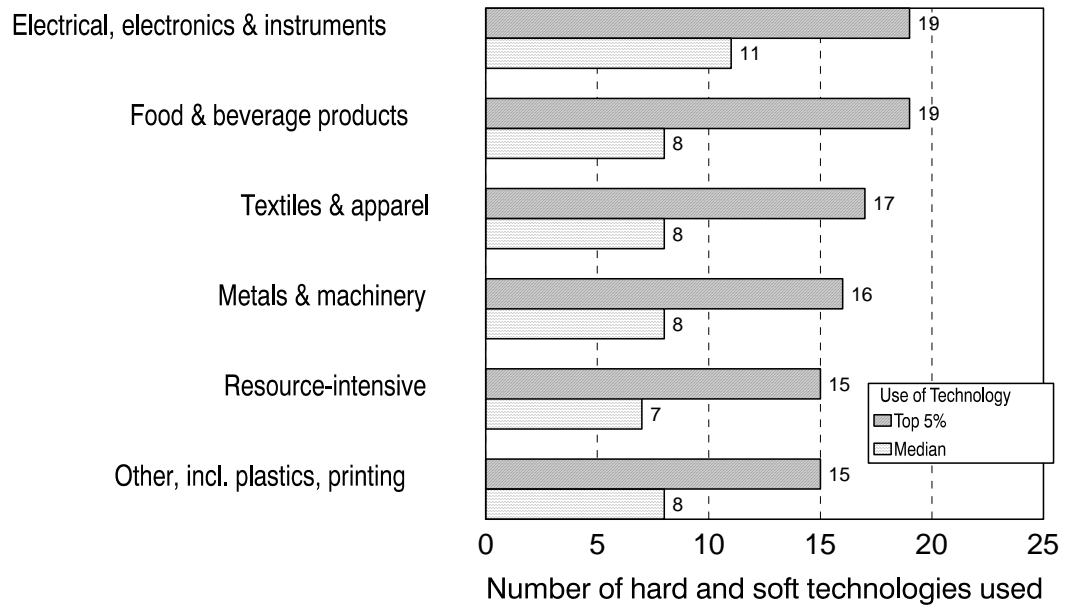 Electrical, electronics & instruments
19
11
Food & beverage products
19
8
Textiles & apparel
17
8
Metals & machinery
16
8
Resource-intensive
15
7
Use of Technology
Top 5%
Median
Other, incl. plastics, printing
15
8
0 5 10 15 20 25
Number of hard and soft technologies used